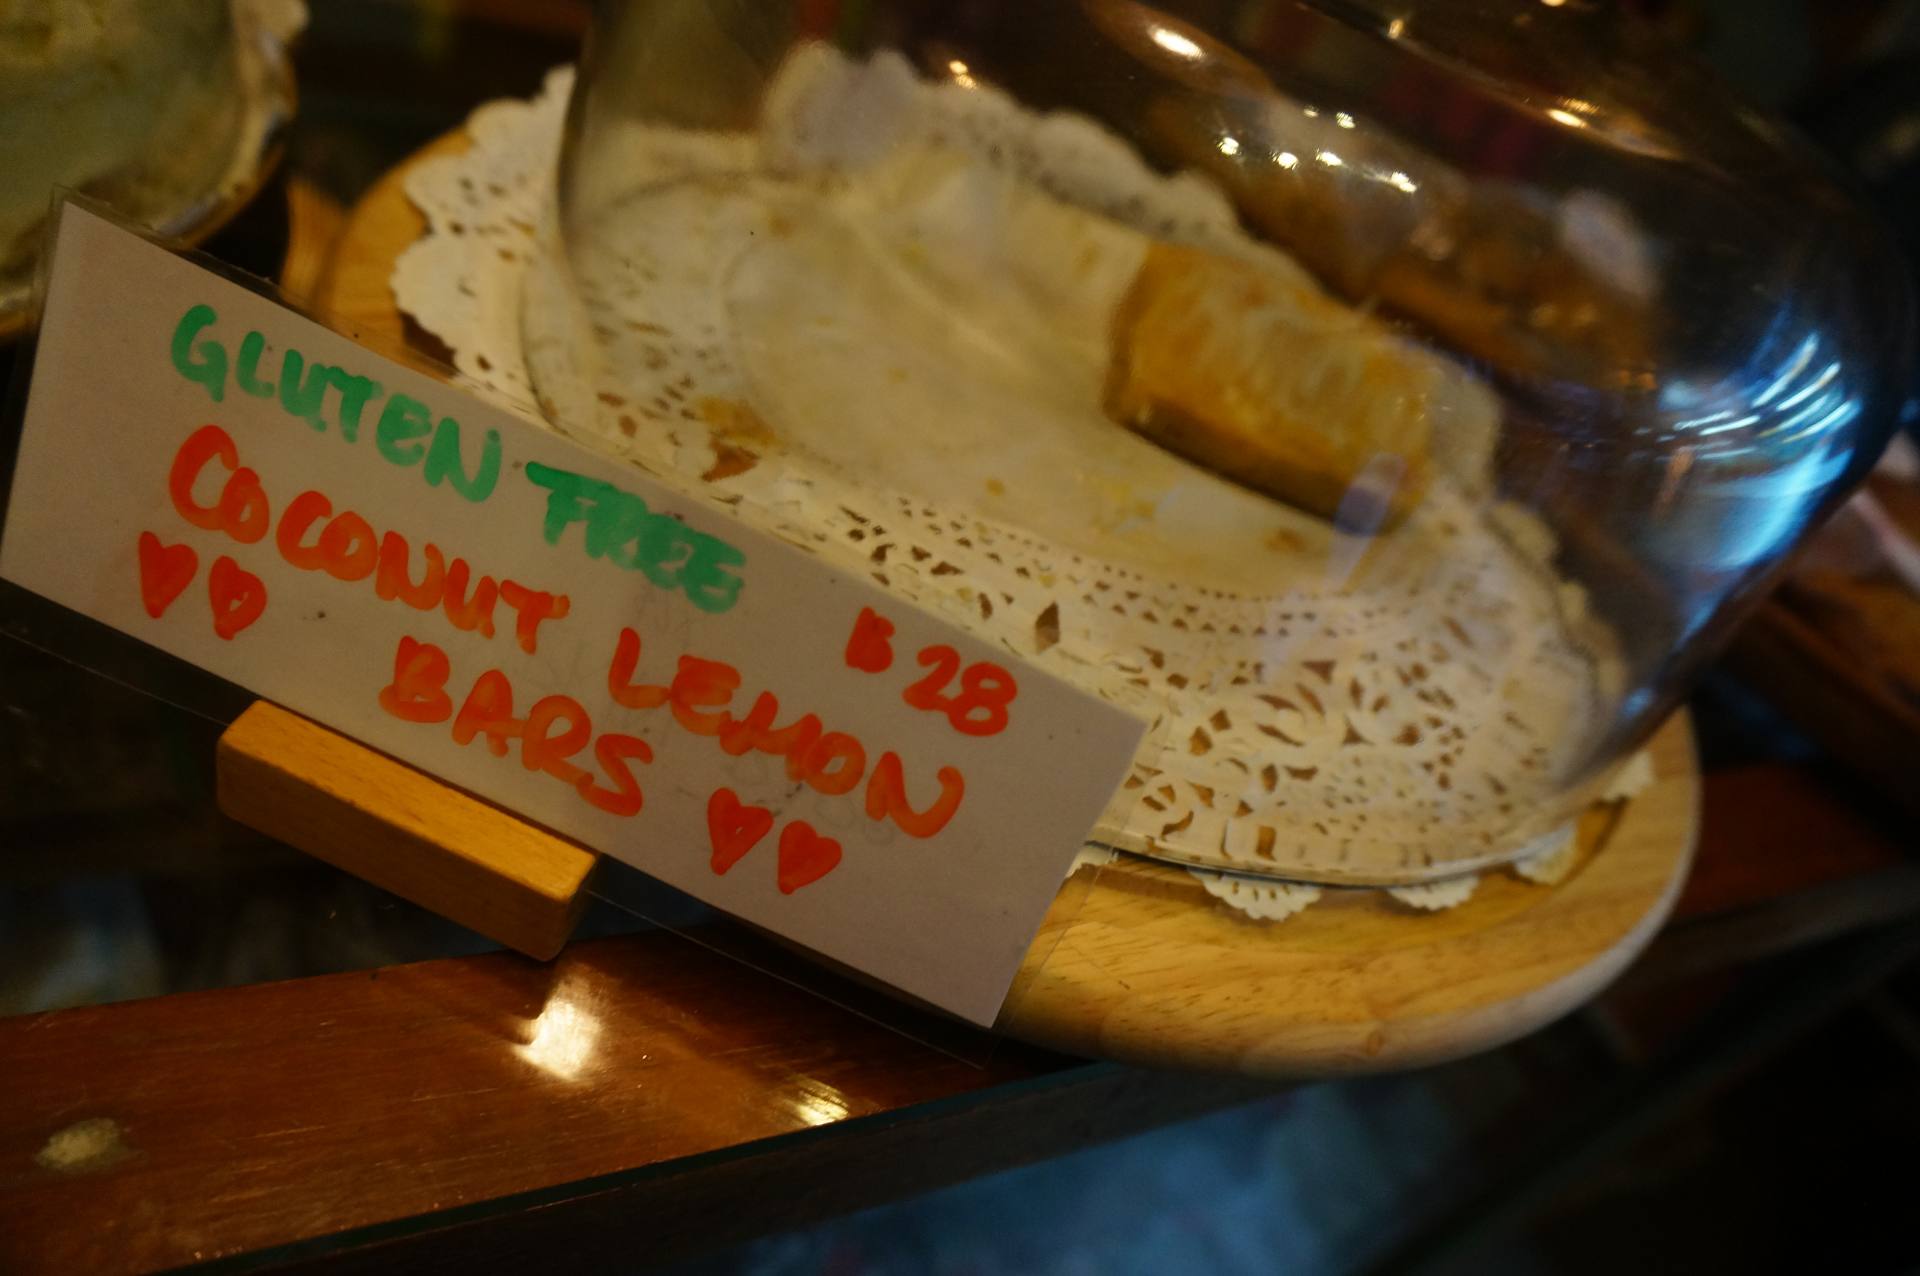 GLUTEN FREE
COCONUT LEMON
BARS
฿ 28